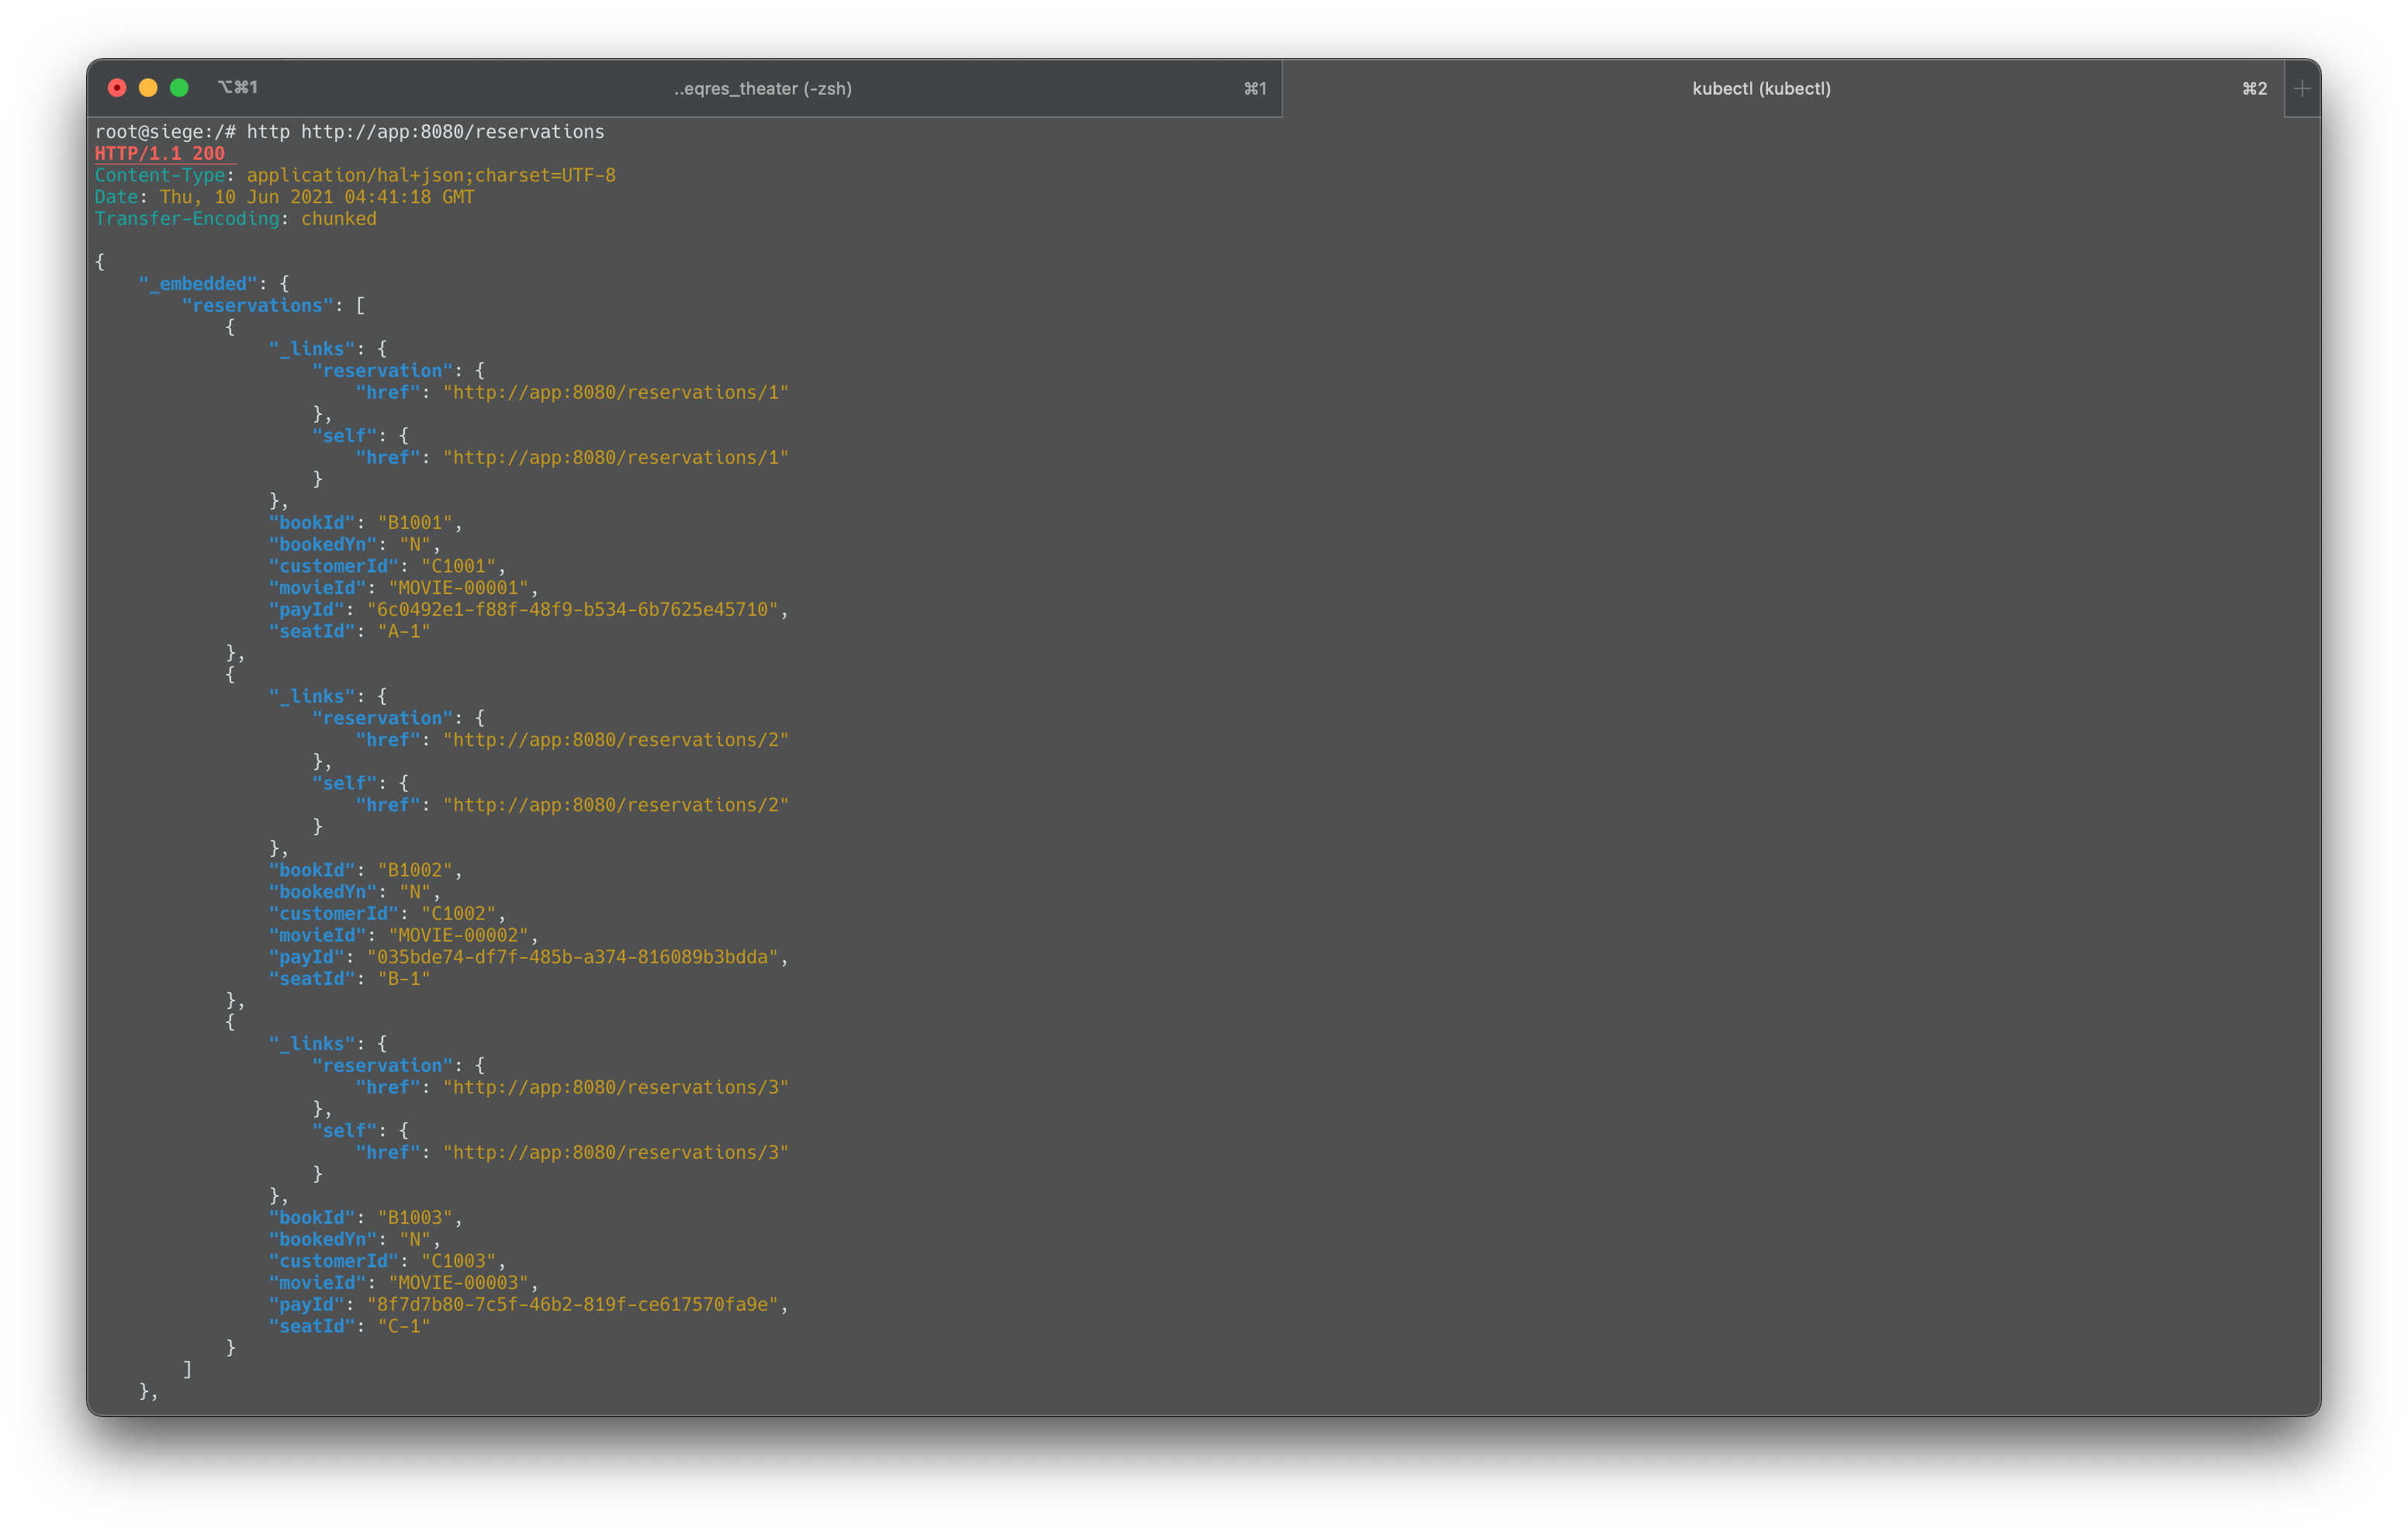 ⌥⌘1 ..eqres_theater (-zsh) ⌘1 kubectl (kubectl) ⌘2 +
root@siege:/# http http://app:8080/reservations
HTTP/1.1 200
Content-Type: application/hal+json;charset=UTF-8
Date: Thu, 10 Jun 2021 04:41:18 GMT
Transfer-Encoding: chunked
{
    "_embedded": {
        "reservations": [
            {
                "_links": {
                    "reservation": {
                        "href": "http://app:8080/reservations/1"
                    },
                    "self": {
                        "href": "http://app:8080/reservations/1"
                    }
                },
                "bookId": "B1001",
                "bookedYn": "N",
                "customerId": "C1001",
                "movieId": "MOVIE-00001",
                "payId": "6c0492e1-f88f-48f9-b534-6b7625e45710",
                "seatId": "A-1"
            },
            {
                "_links": {
                    "reservation": {
                        "href": "http://app:8080/reservations/2"
                    },
                    "self": {
                        "href": "http://app:8080/reservations/2"
                    }
                },
                "bookId": "B1002",
                "bookedYn": "N",
                "customerId": "C1002",
                "movieId": "MOVIE-00002",
                "payId": "035bde74-df7f-485b-a374-816089b3bdda",
                "seatId": "B-1"
            },
            {
                "_links": {
                    "reservation": {
                        "href": "http://app:8080/reservations/3"
                    },
                    "self": {
                        "href": "http://app:8080/reservations/3"
                    }
                },
                "bookId": "B1003",
                "bookedYn": "N",
                "customerId": "C1003",
                "movieId": "MOVIE-00003",
                "payId": "8f7d7b80-7c5f-46b2-819f-ce617570fa9e",
                "seatId": "C-1"
            }
        ]
    },